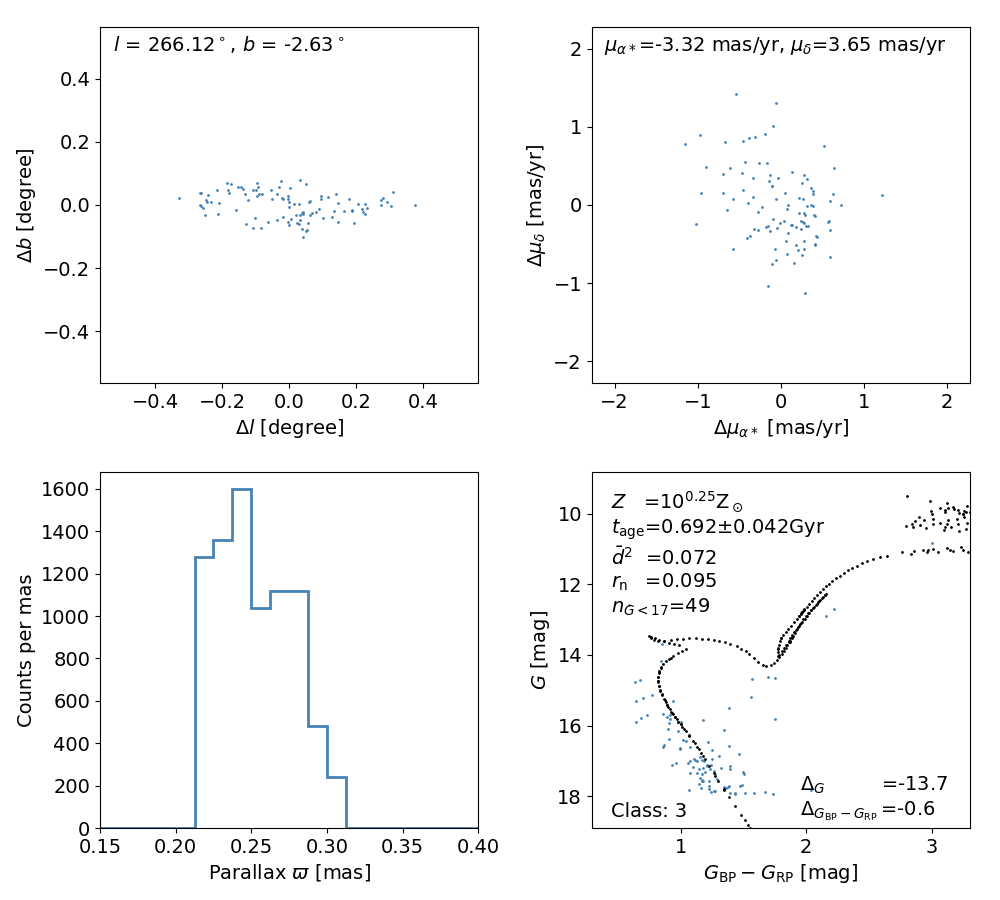 l = 266.12°, b = -2.63°
0.4
0.2
0.0
−0.2
−0.4
Δb [degree]
−0.4 −0.2 0.0 0.2 0.4
Δl [degree]
μα∗=-3.32 mas/yr, μδ=3.65 mas/yr
2
1
0
−1
−2
Δμδ [mas/yr]
−2 −1 0 1 2
Δμα∗ [mas/yr]
1600
1400
1200
1000
800
600
400
200
0
Counts per mas
0.15 0.20 0.25 0.30 0.35 0.40
Parallax ϖ [mas]
Z =10^0.25 Z⊙
tage=0.692±0.042Gyr
d̄² =0.072
rn =0.095
nG<17=49
ΔG =-13.7
ΔGBP−GRP=-0.6
Class: 3
10
12
14
16
18
G [mag]
1 2 3
GBP − GRP [mag]